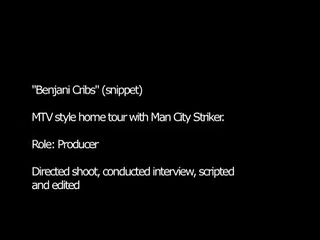 "Benjani Cribs" (snippet)
MTV style home tour with Man City Striker.
Role: Producer
Directed shoot, conducted interview, scripted
and edited